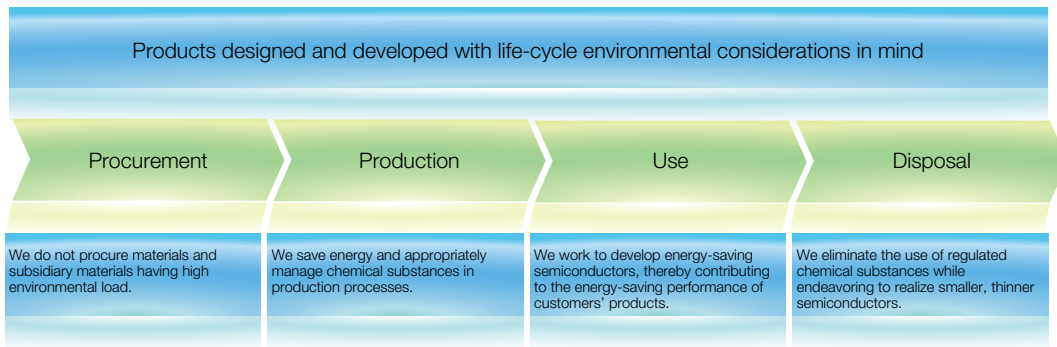 Products designed and developed with life-cycle environmental considerations in mind
Procurement
Production
Use
Disposal
We do not procure materials and
subsidiary materials having high
environmental load.
We save energy and appropriately
manage chemical substances in
production processes.
We work to develop energy-saving
semiconductors, thereby contributing
to the energy-saving performance of
customers’ products.
We eliminate the use of regulated
chemical substances while
endeavoring to realize smaller, thinner
semiconductors.